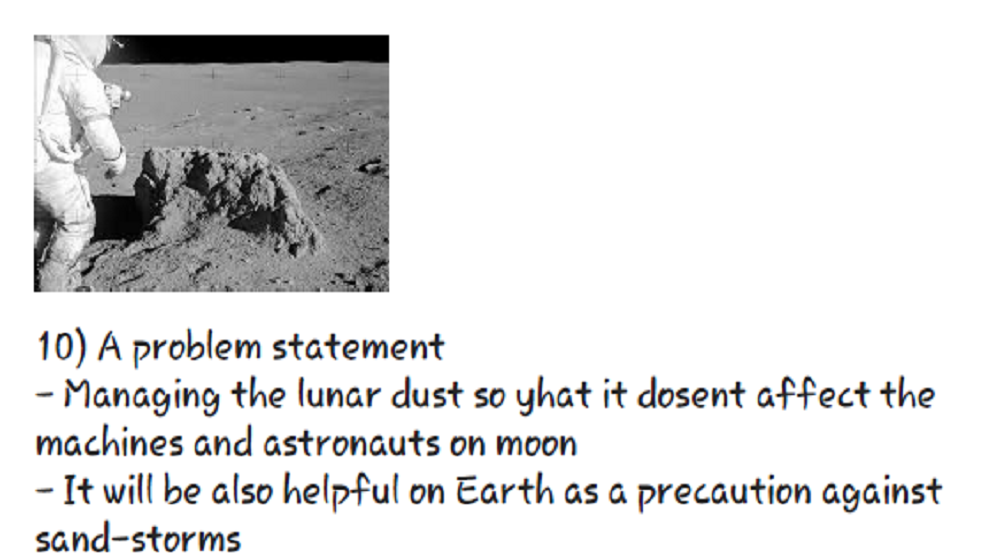 10) A problem statement
- Managing the lunar dust so yhat it dosent affect the
machines and astronauts on moon
- It will be also helpful on Earth as a precaution against
sand-storms